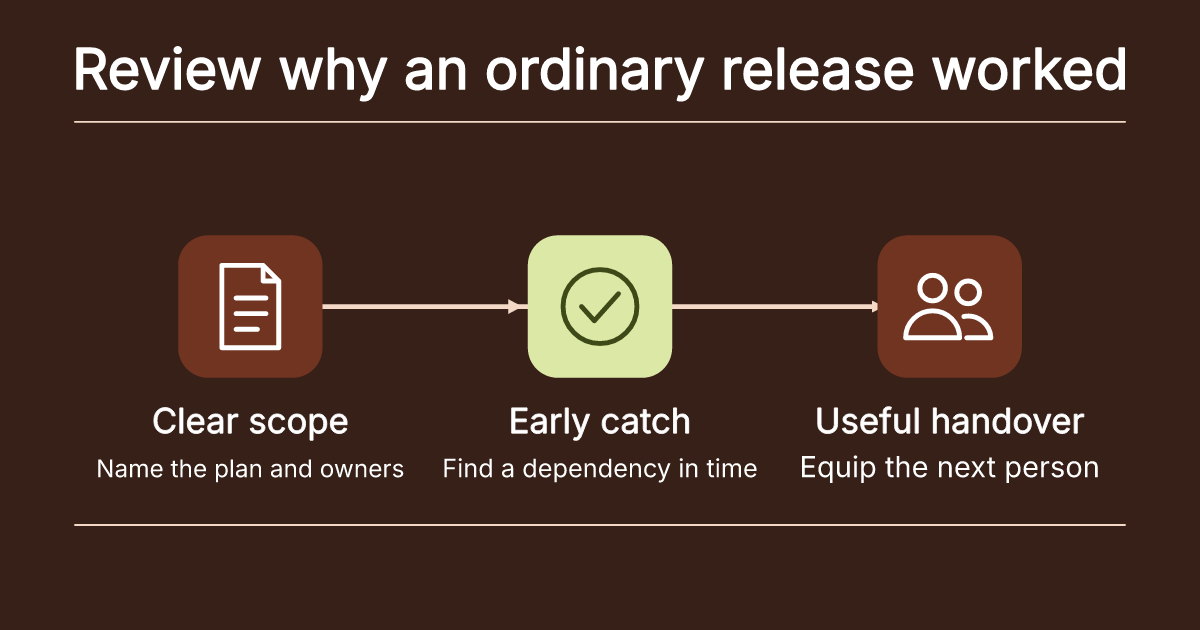 Review why an ordinary release worked
Clear scope
Name the plan and owners
Early catch
Find a dependency in time
Useful handover
Equip the next person